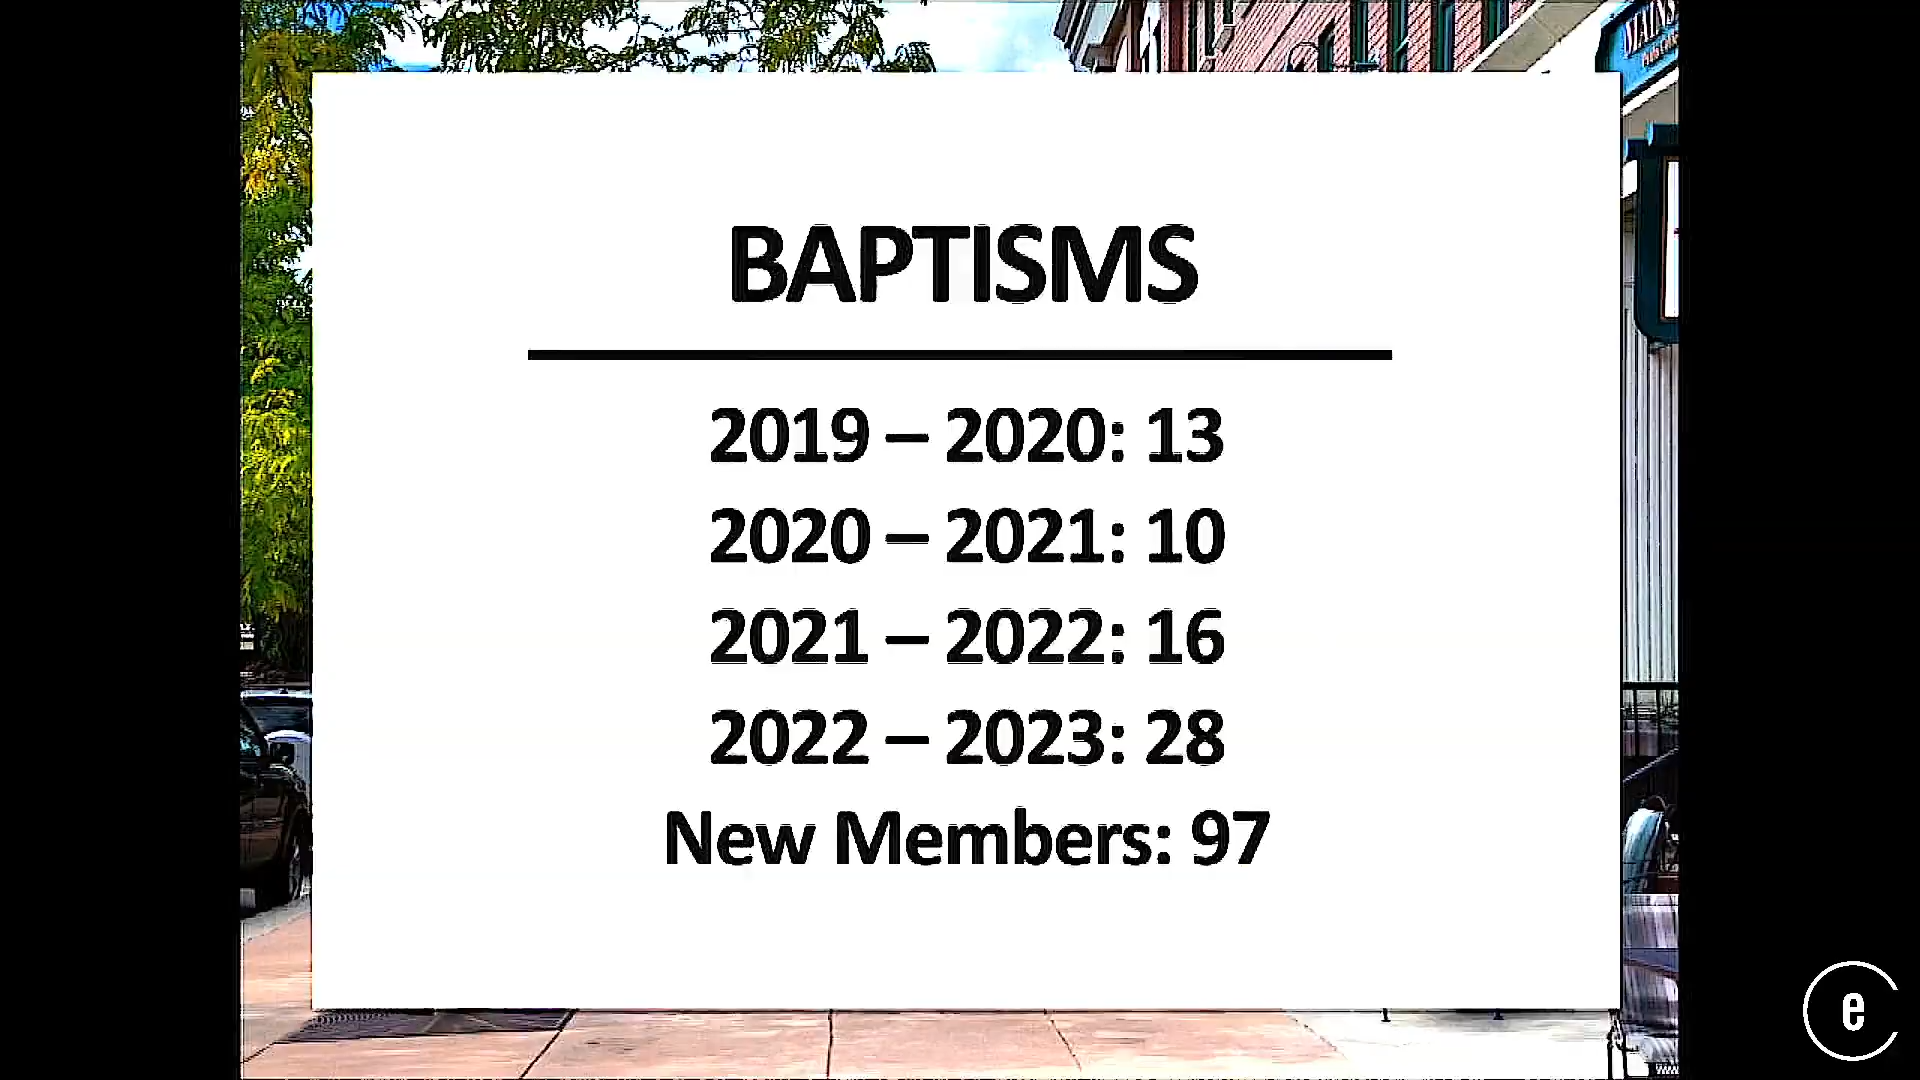 BAPTISMS
2019 – 2020: 13
2020 – 2021: 10
2021 – 2022: 16
2022 – 2023: 28
New Members: 97
e